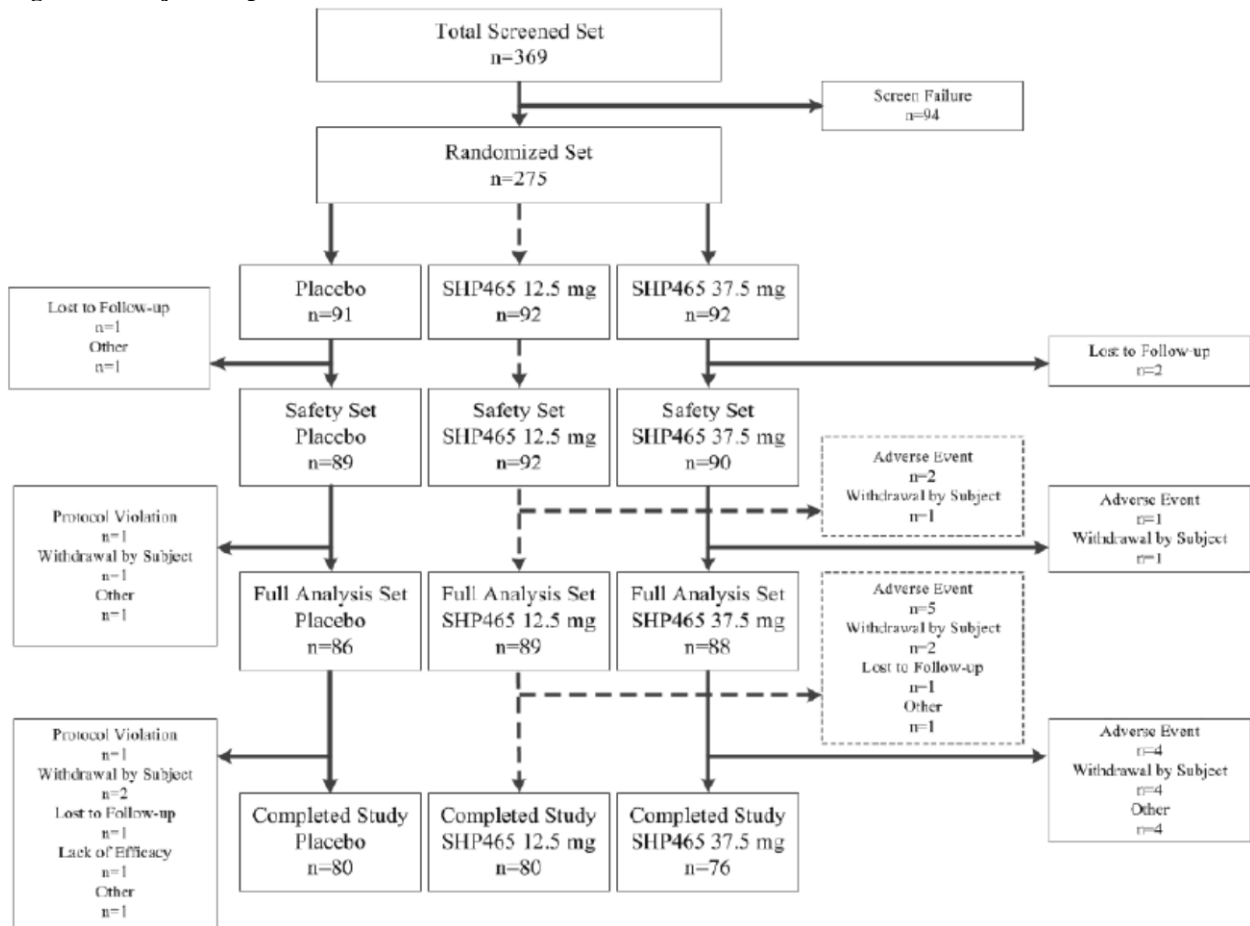 Total Screened Set
n=369
Screen Failure
n=94
Randomized Set
n=275
Placebo
n=91
SHP465 12.5 mg
n=92
SHP465 37.5 mg
n=92
Lost to Follow-up
n=1
Other
n=1
Lost to Follow-up
n=2
Safety Set
Placebo
n=89
Safety Set
SHP465 12.5 mg
n=92
Safety Set
SHP465 37.5 mg
n=90
Adverse Event
n=2
Withdrawal by Subject
n=1
Protocol Violation
n=1
Withdrawal by Subject
n=1
Other
n=1
Adverse Event
n=1
Withdrawal by Subject
n=1
Full Analysis Set
Placebo
n=86
Full Analysis Set
SHP465 12.5 mg
n=89
Full Analysis Set
SHP465 37.5 mg
n=88
Adverse Event
n=5
Withdrawal by Subject
n=2
Lost to Follow-up
n=1
Other
n=1
Protocol Violation
n=1
Withdrawal by Subject
n=2
Lost to Follow-up
n=1
Lack of Efficacy
n=1
Other
n=1
Adverse Event
n=4
Withdrawal by Subject
n=4
Other
n=4
Completed Study
Placebo
n=80
Completed Study
SHP465 12.5 mg
n=80
Completed Study
SHP465 37.5 mg
n=76